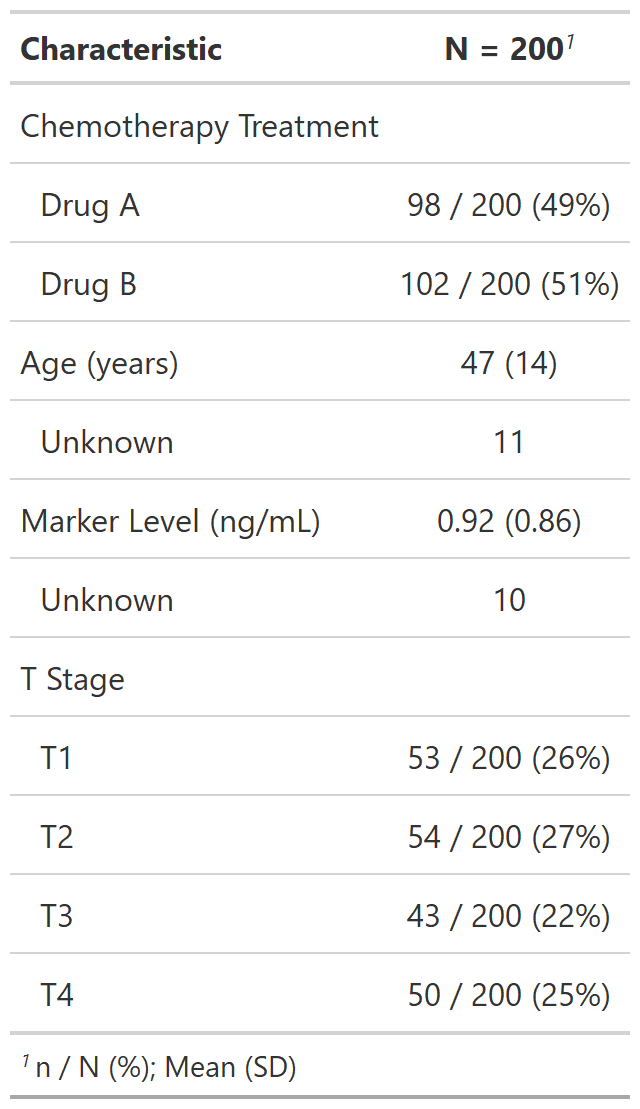 Characteristic N = 200¹
Chemotherapy Treatment
Drug A 98 / 200 (49%)
Drug B 102 / 200 (51%)
Age (years) 47 (14)
Unknown 11
Marker Level (ng/mL) 0.92 (0.86)
Unknown 10
T Stage
T1 53 / 200 (26%)
T2 54 / 200 (27%)
T3 43 / 200 (22%)
T4 50 / 200 (25%)
¹ n / N (%); Mean (SD)